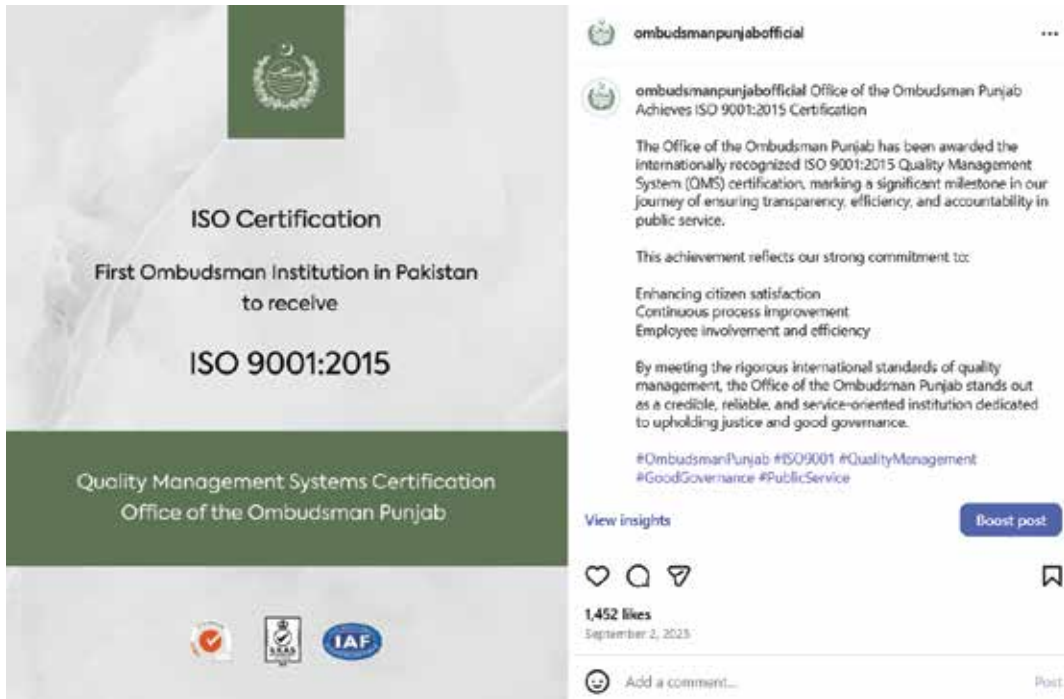 ISO Certification
First Ombudsman Institution in Pakistan
to receive
ISO 9001:2015
Quality Management Systems Certification
Office of the Ombudsman Punjab
UKAS
IAF
ombudsmanpunjabofficial
ombudsmanpunjabofficial Office of the Ombudsman Punjab
Achieves ISO 9001:2015 Certification
The Office of the Ombudsman Punjab has been awarded the
internationally recognized ISO 9001:2015 Quality Management
System (QMS) certification, marking a significant milestone in our
journey of ensuring transparency, efficiency, and accountability in
public service.
This achievement reflects our strong commitment to:
Enhancing citizen satisfaction
Continuous process improvement
Employee involvement and efficiency
By meeting the rigorous international standards of quality
management, the Office of the Ombudsman Punjab stands out
as a credible, reliable, and service-oriented institution dedicated
to upholding justice and good governance.
#OmbudsmanPunjab #ISO9001 #QualityManagement
#GoodGovernance #PublicService
View insights
Boost post
1,452 likes
September 2, 2025
Add a comment...
Post